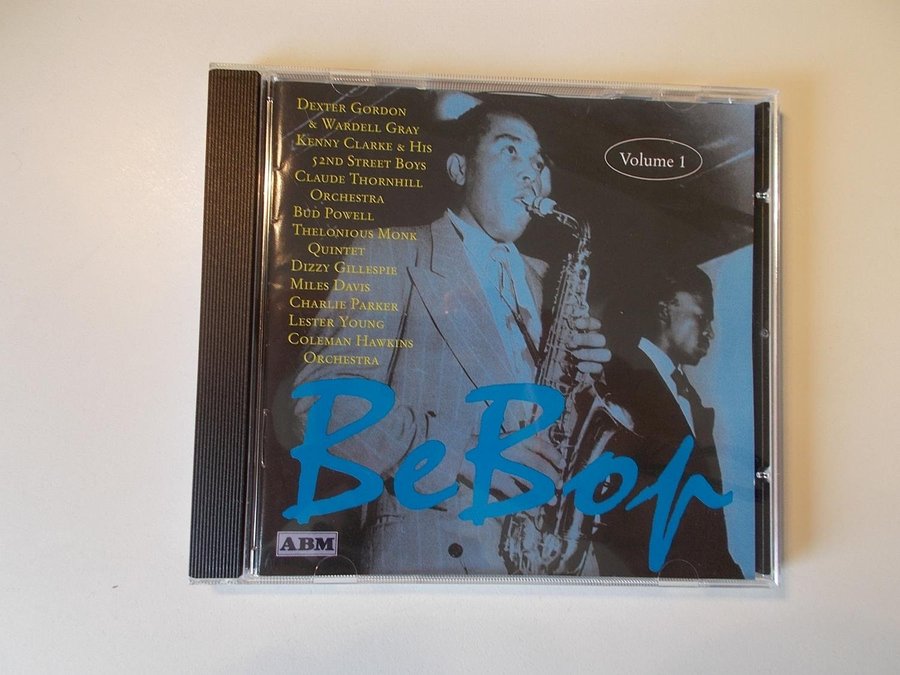 Dexter Gordon
& Wardell Gray
Kenny Clarke & His
52nd Street Boys
Claude Thornhill
Orchestra
Bud Powell
Thelonious Monk
Quintet
Dizzy Gillespie
Miles Davis
Charlie Parker
Lester Young
Coleman Hawkins
Orchestra
Volume 1
BeBop
ABM